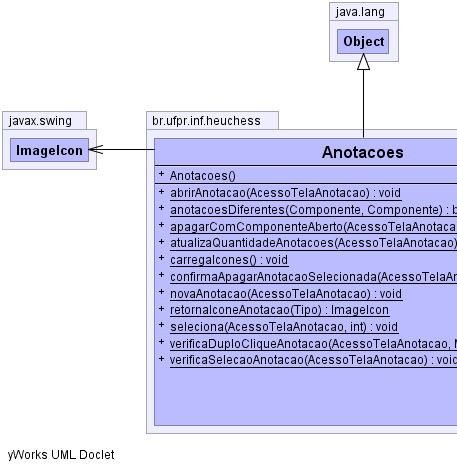 java.lang
Object
javax.swing
ImageIcon
br.ufpr.inf.heuchess
Anotacoes
+ Anotacoes()
+ abrirAnotacao(AcessoTelaAnotacao) : void
+ anotacoesDiferentes(Componente, Componente) : b
+ apagarComComponenteAberto(AcessoTelaAnotaca
+ atualizaQuantidadeAnotacoes(AcessoTelaAnotacao)
+ carregaIcones() : void
+ confirmaApagarAnotacaoSelecionada(AcessoTelaAn
+ novaAnotacao(AcessoTelaAnotacao) : void
+ retornaIconeAnotacao(Tipo) : ImageIcon
+ seleciona(AcessoTelaAnotacao, int) : void
+ verificaDuploCliqueAnotacao(AcessoTelaAnotacao, M
+ verificaSelecaoAnotacao(AcessoTelaAnotacao) : void
yWorks UML Doclet